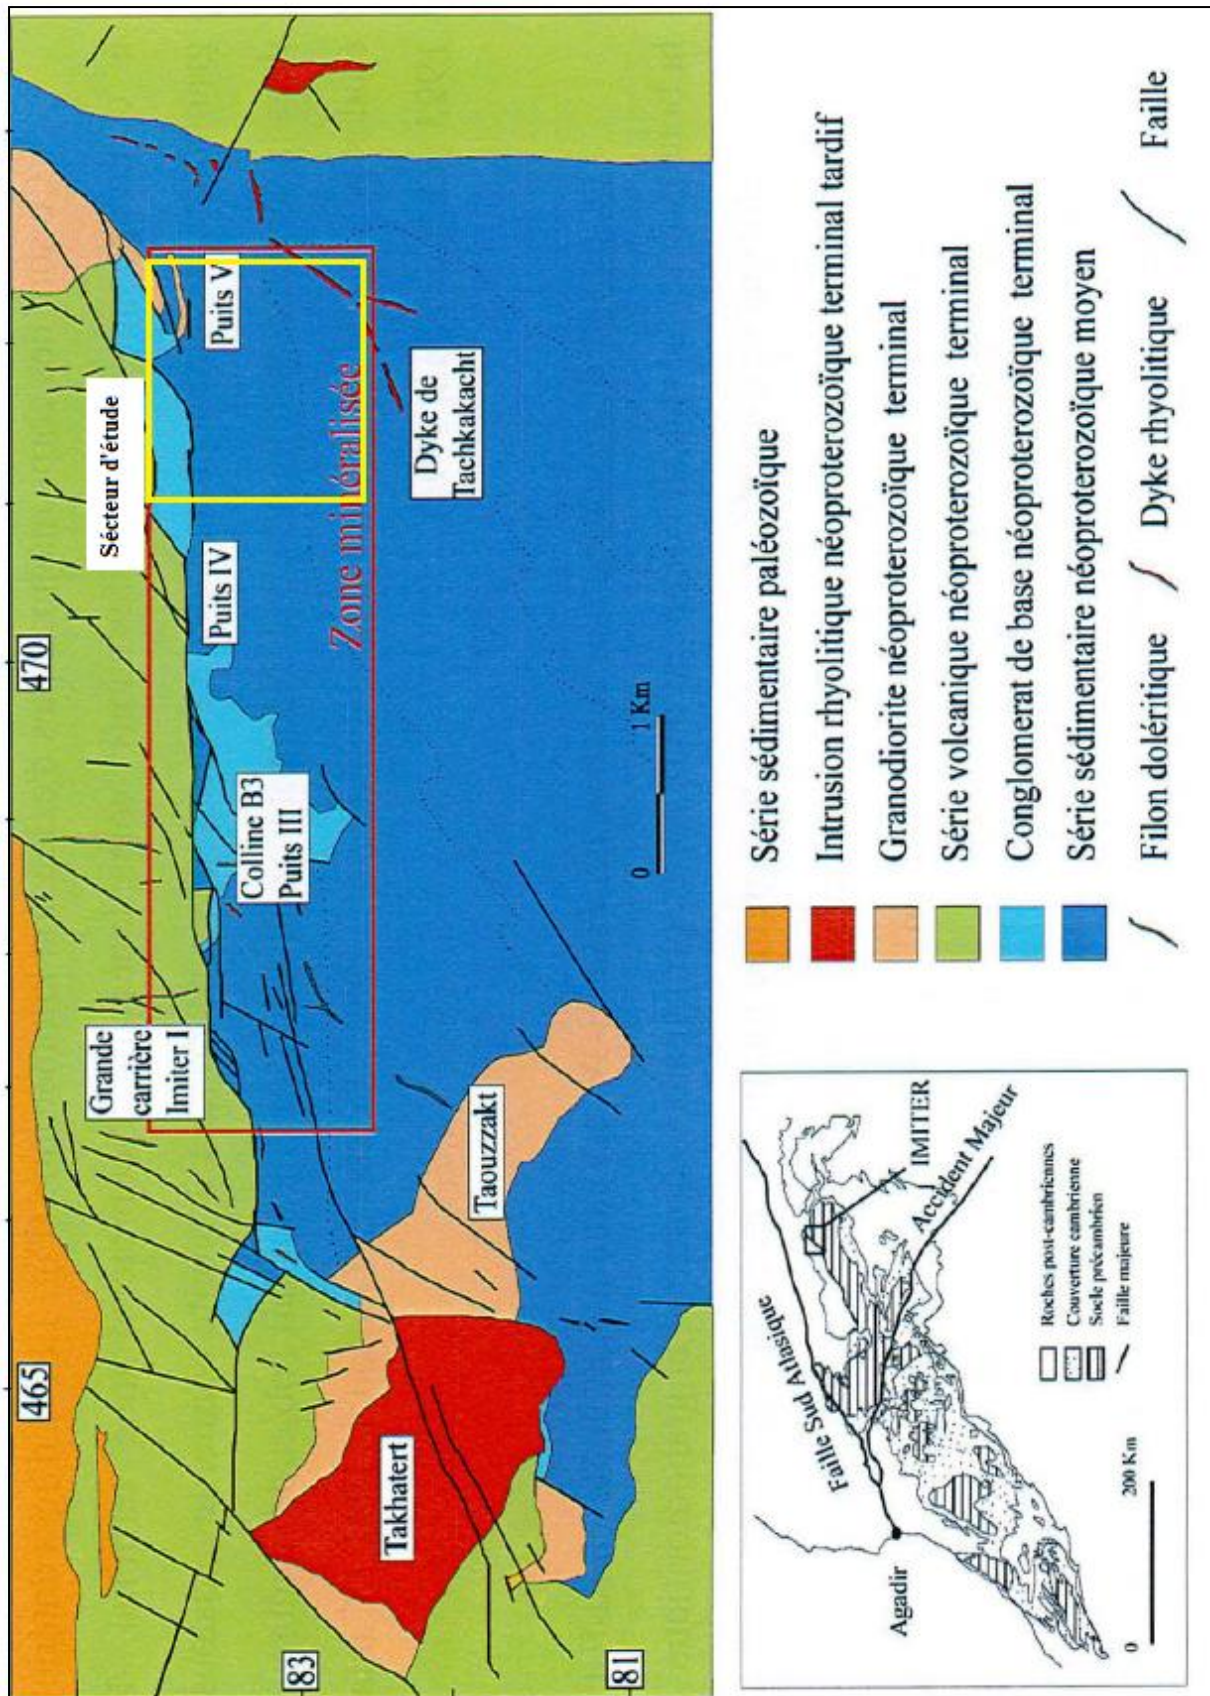 465
470
Sécteur d'étude
Grande
carrière
Imiter I
Puits IV
Puits V
Colline B3
Puits III
83
Zone minéralisée
Takhatert
Taouzzakt
Dyke de
Tachkakacht
81
0 1 Km
Série sédimentaire paléozoïque
Intrusion rhyolitique néoproterozoïque terminal tardif
Granodiorite néoproterozoïque terminal
Série volcanique néoproterozoïque terminal
Conglomerat de base néoproterozoïque terminal
Série sédimentaire néoproterozoïque moyen
Filon doléritique Dyke rhyolitique Faille
Faille Sud Atlasique
IMITER
Accident Majeur
Agadir
Roches post-cambriennes
Couverture cambrienne
Socle précambrien
Faille majeure
0 200 Km